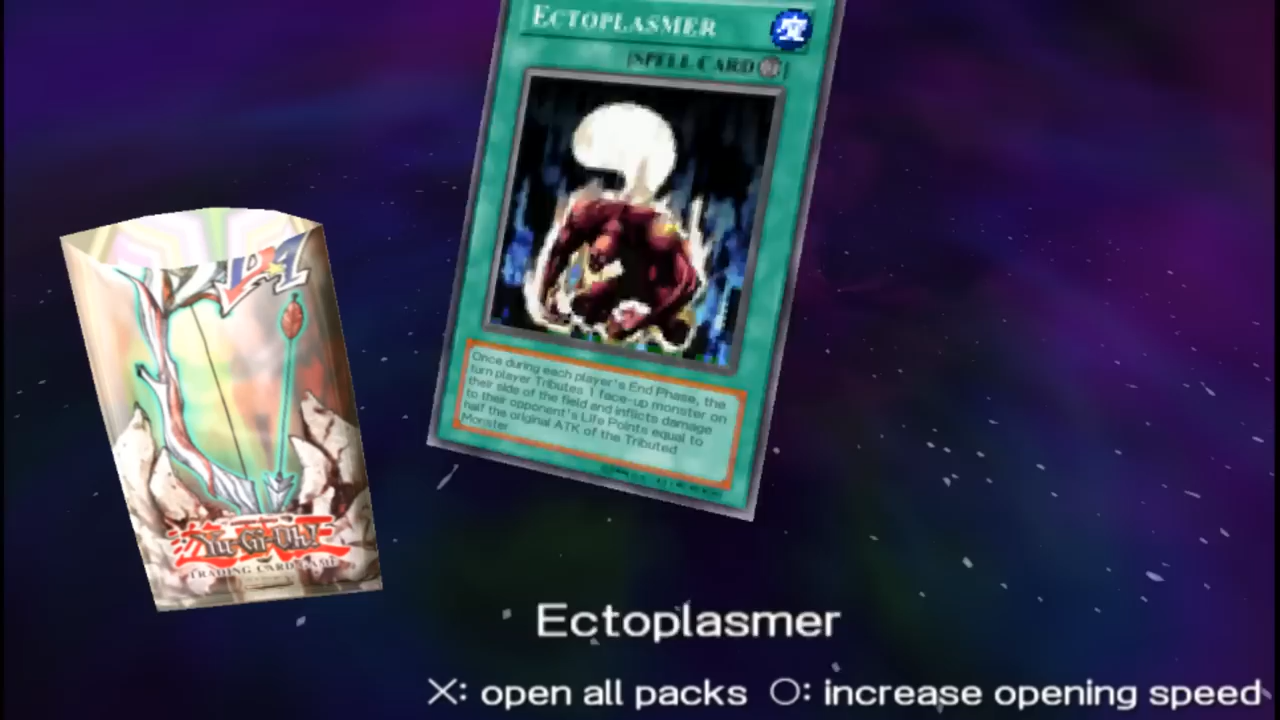 ECTOPLASMER
[SPELL CARD]
Once during each player's End Phase, the
turn player Tributes 1 face-up monster on
their side of the field and inflicts damage
to their opponent's Life Points equal to
half the original ATK of the Tributed
Monster
Yu-Gi-Oh!
TRADING CARD GAME
Ectoplasmer
X: open all packs O: increase opening speed